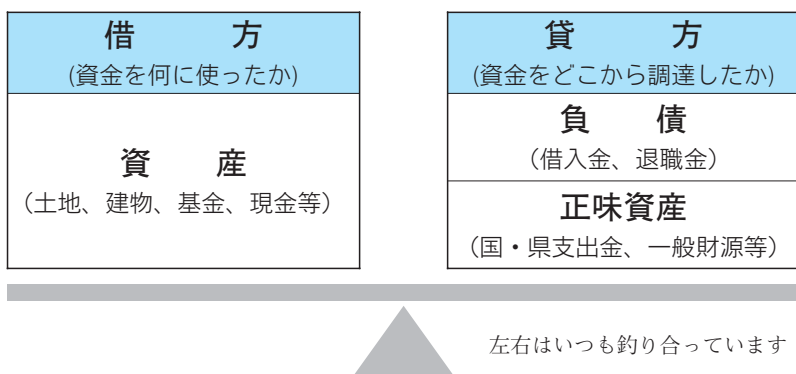 借　方
(資金を何に使ったか)
資　産
（土地、建物、基金、現金等）
貸　方
(資金をどこから調達したか)
負　債
（借入金、退職金）
正味資産
（国・県支出金、一般財源等）
左右はいつも釣り合っています